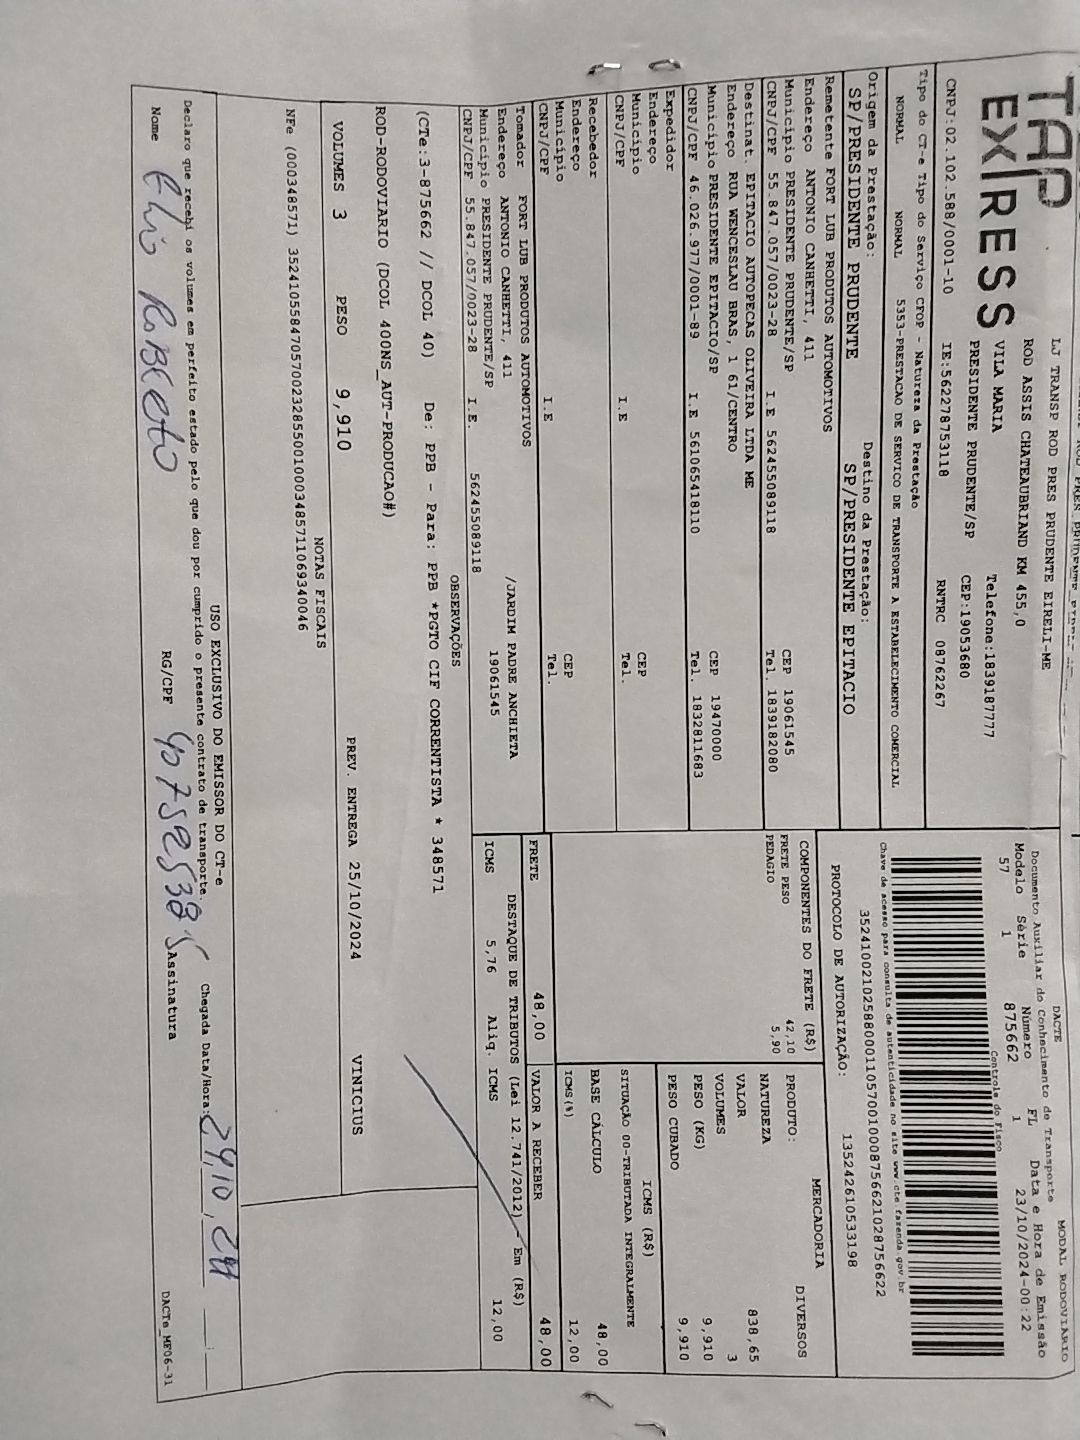 TAP
EX/RESS
LJ TRANSP ROD PRES PRUDENTE EIRELI-ME
ROD ASSIS CHATEAUBRIAND KM 455,0
VILA MARIA Telefone:1839187777
PRESIDENTE PRUDENTE/SP CEP:19053680
CNPJ:02.102.588/0001-10 IE:562278753118 RNTRC 08762267
Tipo do CT-e Tipo do Serviço CFOP - Natureza da Prestação
NORMAL NORMAL 5353-PRESTACAO DE SERVICO DE TRANSPORTE A ESTABELECIMENTO COMERCIAL
Origem da Prestação: Destino da Prestação:
SP/PRESIDENTE PRUDENTE SP/PRESIDENTE EPITACIO
Remetente FORT LUB PRODUTOS AUTOMOTIVOS
Endereço ANTONIO CANHETTI, 411
Município PRESIDENTE PRUDENTE/SP CEP 19061545
CNPJ/CPF 55.847.057/0023-28 I.E 562455089118 Tel. 1839182080
Destinat. EPITACIO AUTOPECAS OLIVEIRA LTDA ME
Endereço RUA WENCESLAU BRAS, 1 61/CENTRO
Município PRESIDENTE EPITACIO/SP CEP 19470000
CNPJ/CPF 46.026.977/0001-89 I.E 561065418110 Tel. 1832811683
Expedidor
Endereço
Município CEP
CNPJ/CPF I.E Tel.
Recebedor
Endereço
Município CEP
CNPJ/CPF I.E Tel.
Tomador FORT LUB PRODUTOS AUTOMOTIVOS
Endereço ANTONIO CANHETTI, 411 /JARDIM PADRE ANCHIETA
Município PRESIDENTE PRUDENTE/SP 19061545
CNPJ/CPF 55.847.057/0023-28 I.E. 562455089118
DACTE MODAL RODOVIÁRIO
Documento Auxiliar do Conhecimento de Transporte
Modelo Série Número FL Data e Hora de Emissão
57 1 875662 1 23/10/2024-00:22
Controle do Fisco
Chave de acesso para consulta de autenticidade no site www.cte.fazenda.gov.br
35241002102588000110570010008756621028756622
PROTOCOLO DE AUTORIZAÇÃO: 135242610533198
COMPONENTES DO FRETE (R$)
FRETE PESO 42,10
PEDAGIO 5,90
MERCADORIA
PRODUTO: DIVERSOS
NATUREZA
VALOR 838,65
VOLUMES 3
PESO (KG) 9,910
PESO CUBADO 9,910
ICMS (R$)
SITUAÇÃO 00-TRIBUTADA INTEGRALMENTE
BASE CÁLCULO 48,00
ICMS(%) 12,00
FRETE 48,00 VALOR A RECEBER 48,00
DESTAQUE DE TRIBUTOS (Lei 12.741/2012) - Em (R$)
ICMS 5,76 Aliq. ICMS 12,00
OBSERVAÇÕES
(CTe:3-875662 // DCOL 40) De: PPB - Para: PPB *PGTO CIF CORRENTISTA * 348571
ROD-RODOVIARIO (DCOL 400NS_AUT-PRODUCAO#)
VOLUMES 3 PESO 9,910 PREV. ENTREGA 25/10/2024 VINICIUS
NOTAS FISCAIS
NFe (000348571) 35241055847057002328550010003485711069340046
USO EXCLUSIVO DO EMISSOR DO CT-e
Declaro que recebi os volumes em perfeito estado pelo que dou por cumprido o presente contrato de transporte. Chegada Data/Hora: 24,10,24
Nome Elio Roberto RG/CPF Assinatura
DACTe_MF06-31